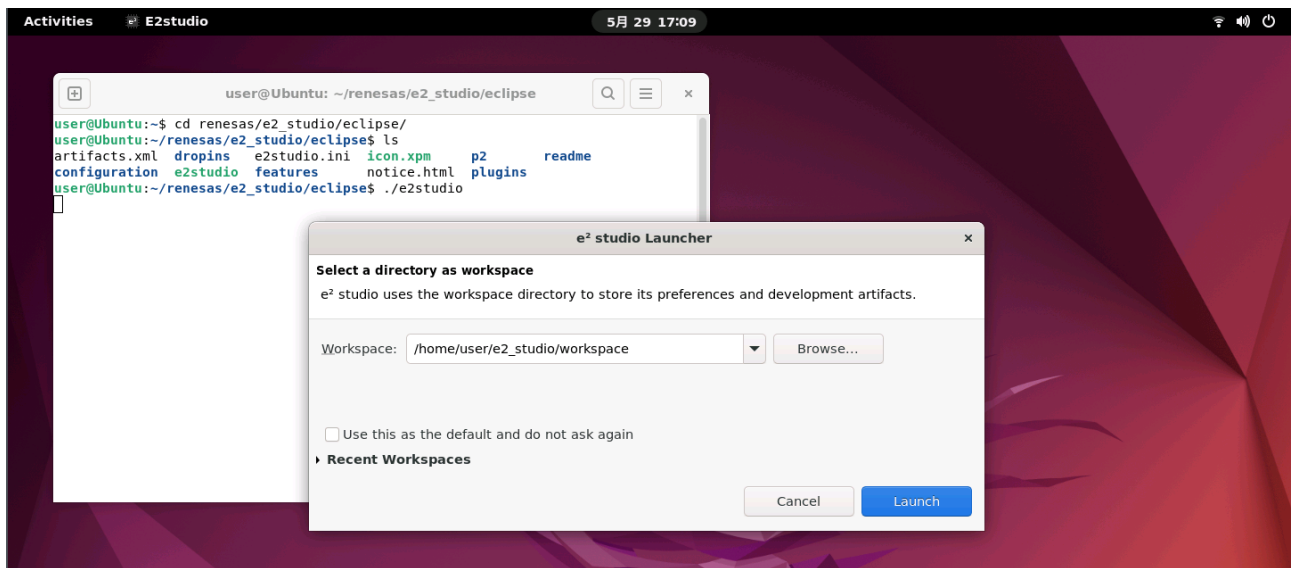 Activities E2studio 5月 29 17:09
user@Ubuntu: ~/renesas/e2_studio/eclipse
user@Ubuntu:~$ cd renesas/e2_studio/eclipse/
user@Ubuntu:~/renesas/e2_studio/eclipse$ ls
artifacts.xml dropins e2studio.ini icon.xpm p2 readme
configuration e2studio features notice.html plugins
user@Ubuntu:~/renesas/e2_studio/eclipse$ ./e2studio
e² studio Launcher
Select a directory as workspace
e² studio uses the workspace directory to store its preferences and development artifacts.
Workspace: /home/user/e2_studio/workspace Browse...
Use this as the default and do not ask again
Recent Workspaces
Cancel Launch